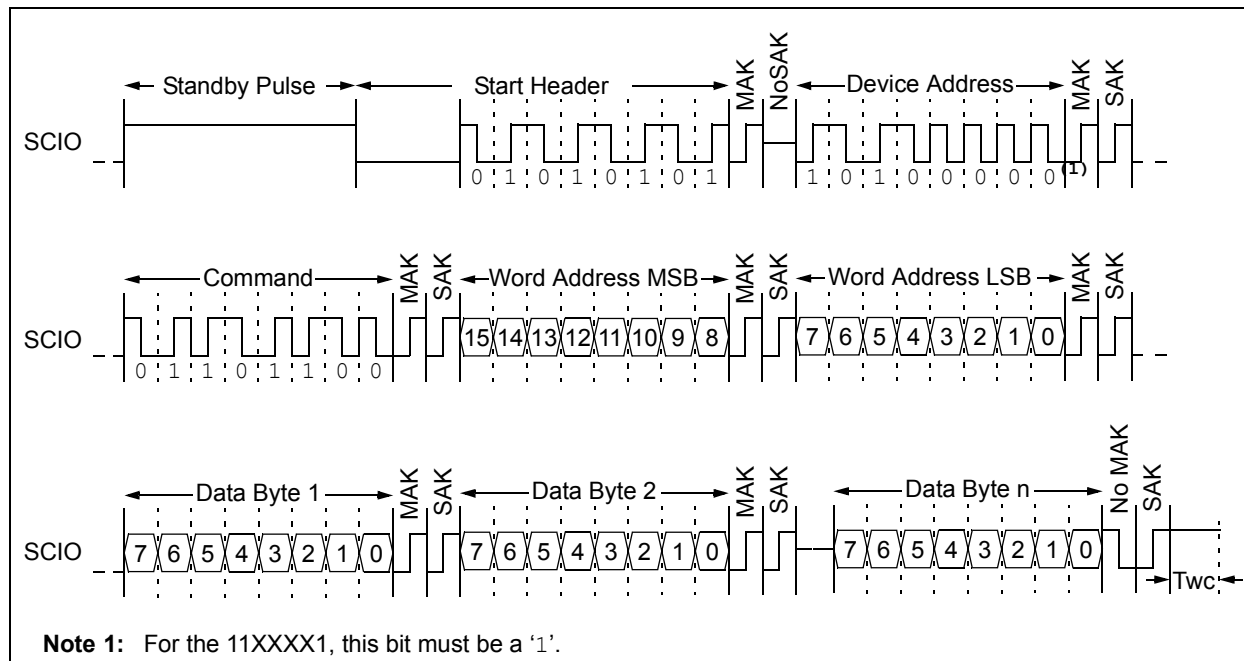 Standby Pulse Start Header MAK NoSAK Device Address MAK SAK
SCIO
0 1 0 1 0 1 0 1 1 0 1 0 0 0 0 0(1)
Command MAK SAK Word Address MSB MAK SAK Word Address LSB MAK SAK
SCIO 15 14 13 12 11 10 9 8 7 6 5 4 3 2 1 0
0 1 1 0 1 1 0 0
Data Byte 1 MAK SAK Data Byte 2 MAK SAK Data Byte n No MAK SAK
SCIO 7 6 5 4 3 2 1 0 7 6 5 4 3 2 1 0 7 6 5 4 3 2 1 0
Twc
Note 1: For the 11XXXX1, this bit must be a ‘1’.